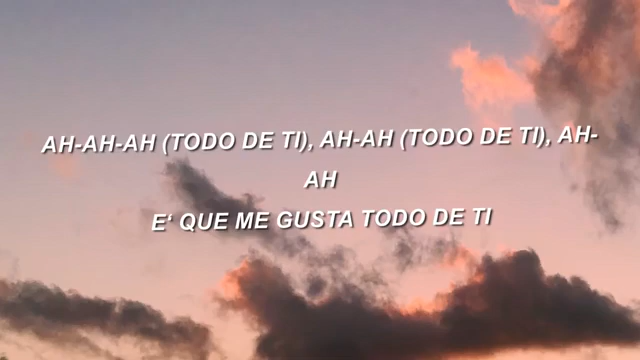 AH-AH-AH (TODO DE TI), AH-AH (TODO DE TI), AH-
AH
E‘ QUE ME GUSTA TODO DE TI